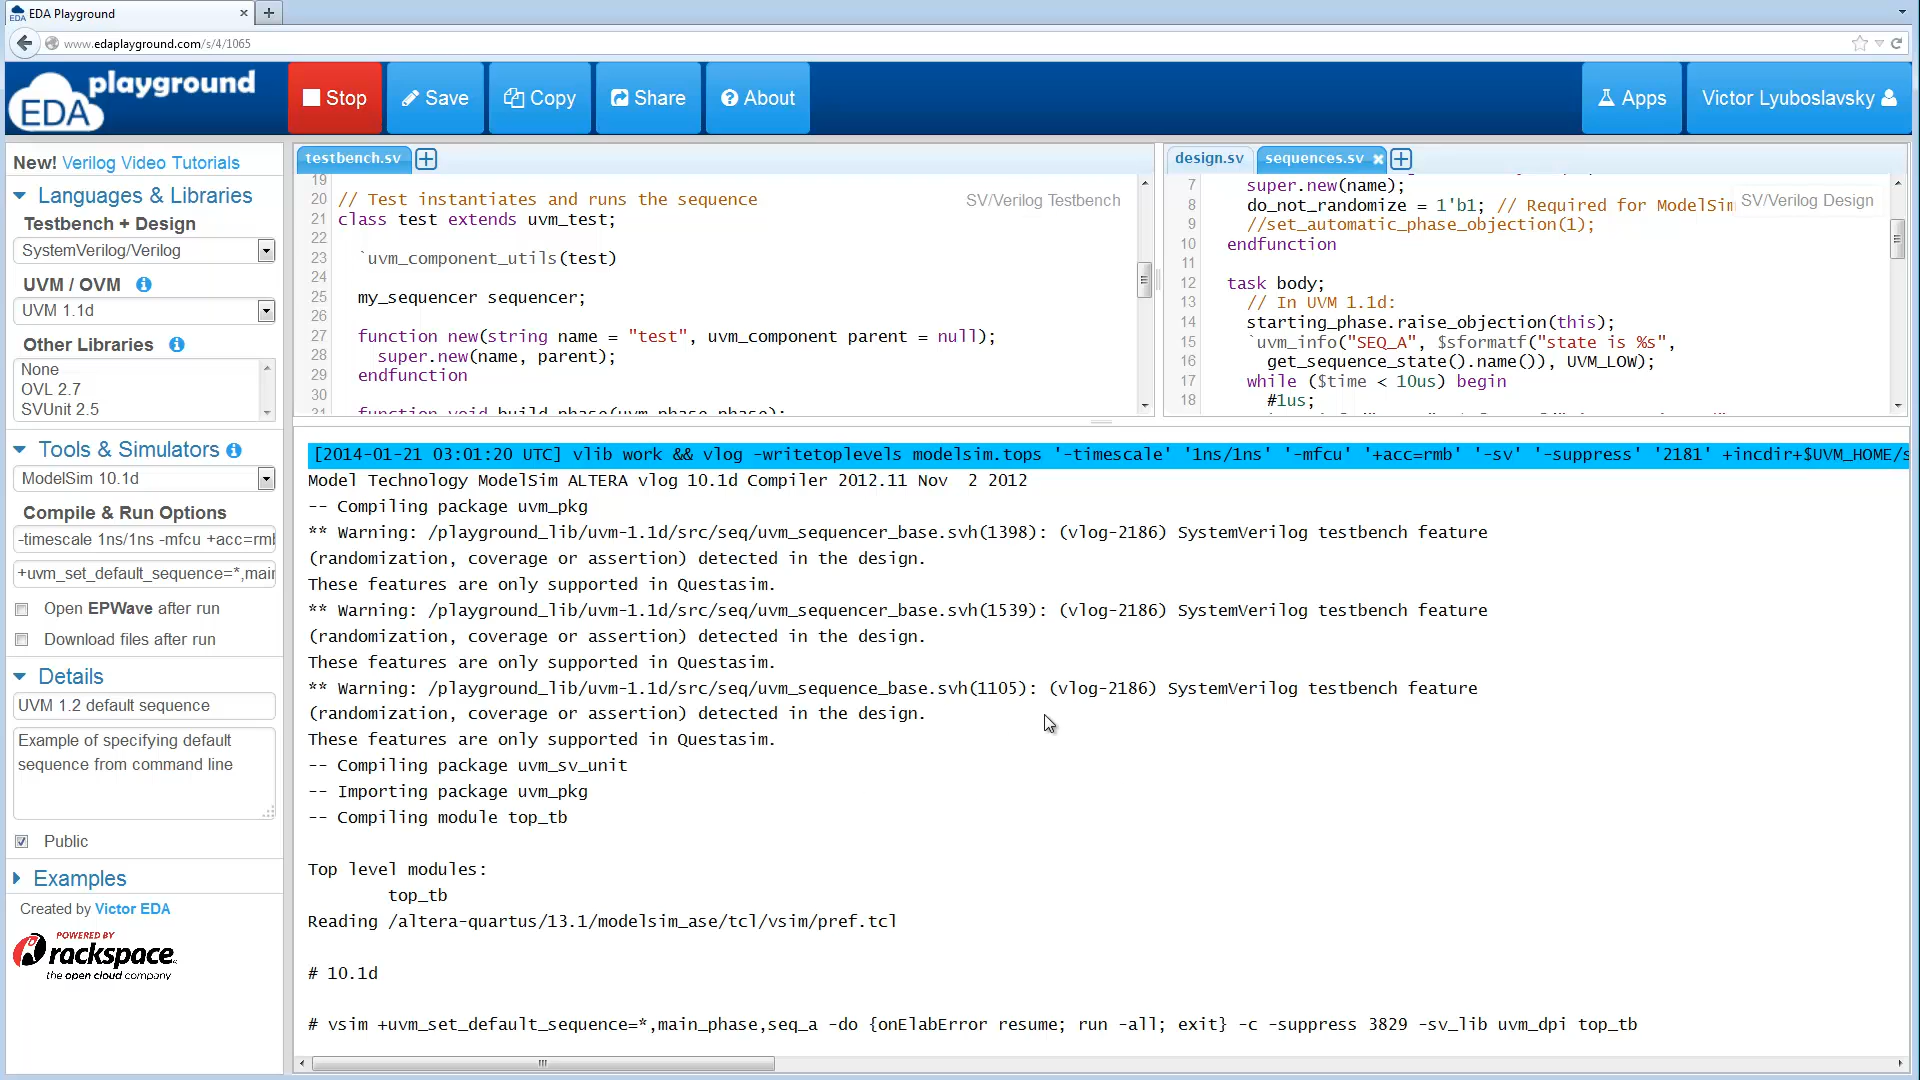 EDA Playground
www.edaplayground.com/s/4/1065
EDA playground
Stop
Save
Copy
Share
About
Apps
Victor Lyuboslavsky
New! Verilog Video Tutorials
Languages & Libraries
Testbench + Design
SystemVerilog/Verilog
UVM / OVM
UVM 1.1d
Other Libraries
None
OVL 2.7
SVUnit 2.5
Tools & Simulators
ModelSim 10.1d
Compile & Run Options
-timescale 1ns/1ns -mfcu +acc=rmb
+uvm_set_default_sequence=*,main
Open EPWave after run
Download files after run
Details
UVM 1.2 default sequence
Example of specifying default
sequence from command line
Public
Examples
Created by Victor EDA
POWERED BY
rackspace
the open cloud company
testbench.sv
SV/Verilog Testbench
19
20 // Test instantiates and runs the sequence
21 class test extends uvm_test;
22
23 `uvm_component_utils(test)
24
25 my_sequencer sequencer;
26
27 function new(string name = "test", uvm_component parent = null);
28 super.new(name, parent);
29 endfunction
30
31 function void build_phase(uvm_phase phase);
design.sv
sequences.sv
SV/Verilog Design
7 super.new(name);
8 do_not_randomize = 1'b1; // Required for ModelSim
9 //set_automatic_phase_objection(1);
10 endfunction
11
12 task body;
13 // In UVM 1.1d:
14 starting_phase.raise_objection(this);
15 `uvm_info("SEQ_A", $sformatf("state is %s",
16 get_sequence_state().name()), UVM_LOW);
17 while ($time < 10us) begin
18 #1us;
[2014-01-21 03:01:20 UTC] vlib work && vlog -writetoplevels modelsim.tops '-timescale' '1ns/1ns' '-mfcu' '+acc=rmb' '-sv' '-suppress' '2181' +incdir+$UVM_HOME/s
Model Technology ModelSim ALTERA vlog 10.1d Compiler 2012.11 Nov  2 2012
-- Compiling package uvm_pkg
** Warning: /playground_lib/uvm-1.1d/src/seq/uvm_sequencer_base.svh(1398): (vlog-2186) SystemVerilog testbench feature
(randomization, coverage or assertion) detected in the design.
These features are only supported in Questasim.
** Warning: /playground_lib/uvm-1.1d/src/seq/uvm_sequencer_base.svh(1539): (vlog-2186) SystemVerilog testbench feature
(randomization, coverage or assertion) detected in the design.
These features are only supported in Questasim.
** Warning: /playground_lib/uvm-1.1d/src/seq/uvm_sequence_base.svh(1105): (vlog-2186) SystemVerilog testbench feature
(randomization, coverage or assertion) detected in the design.
These features are only supported in Questasim.
-- Compiling package uvm_sv_unit
-- Importing package uvm_pkg
-- Compiling module top_tb
Top level modules:
top_tb
Reading /altera-quartus/13.1/modelsim_ase/tcl/vsim/pref.tcl
# 10.1d
# vsim +uvm_set_default_sequence=*,main_phase,seq_a -do {onElabError resume; run -all; exit} -c -suppress 3829 -sv_lib uvm_dpi top_tb